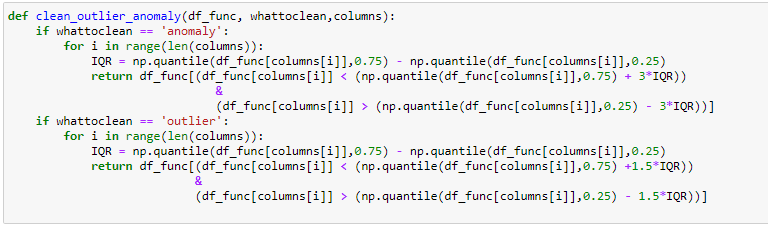 def clean_outlier_anomaly(df_func, whattoclean,columns):
    if whattoclean == 'anomaly':
        for i in range(len(columns)):
            IQR = np.quantile(df_func[columns[i]],0.75) - np.quantile(df_func[columns[i]],0.25)
            return df_func[(df_func[columns[i]] < (np.quantile(df_func[columns[i]],0.75) + 3*IQR))
                              &
                              (df_func[columns[i]] > (np.quantile(df_func[columns[i]],0.25) - 3*IQR))]
    if whattoclean == 'outlier':
        for i in range(len(columns)):
            IQR = np.quantile(df_func[columns[i]],0.75) - np.quantile(df_func[columns[i]],0.25)
            return df_func[(df_func[columns[i]] < (np.quantile(df_func[columns[i]],0.75) +1.5*IQR))
                           &
                           (df_func[columns[i]] > (np.quantile(df_func[columns[i]],0.25) - 1.5*IQR))]